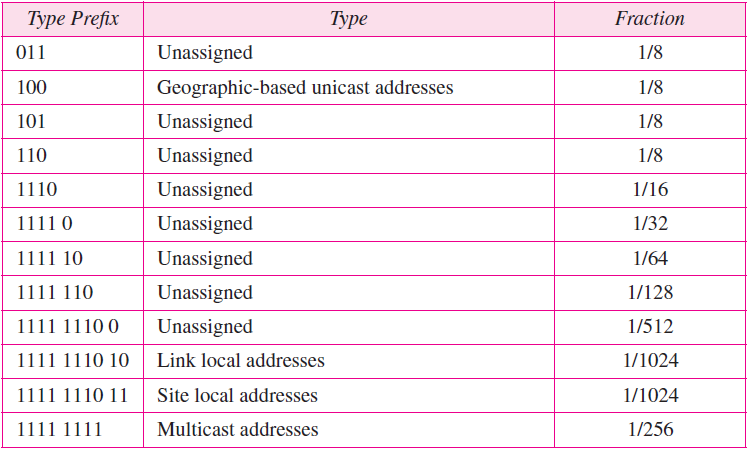 Type Prefix Type Fraction
011 Unassigned 1/8
100 Geographic-based unicast addresses 1/8
101 Unassigned 1/8
110 Unassigned 1/8
1110 Unassigned 1/16
1111 0 Unassigned 1/32
1111 10 Unassigned 1/64
1111 110 Unassigned 1/128
1111 1110 0 Unassigned 1/512
1111 1110 10 Link local addresses 1/1024
1111 1110 11 Site local addresses 1/1024
1111 1111 Multicast addresses 1/256